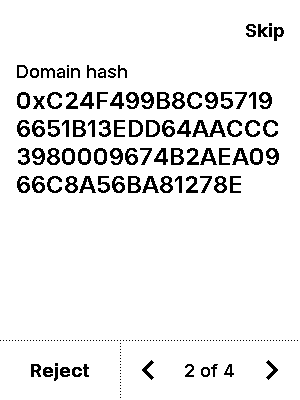 Skip
Domain hash
0xC24F499B8C95719
6651B13EDD64AACCC
3980009674B2AEA09
66C8A56BA81278E
Reject
2 of 4